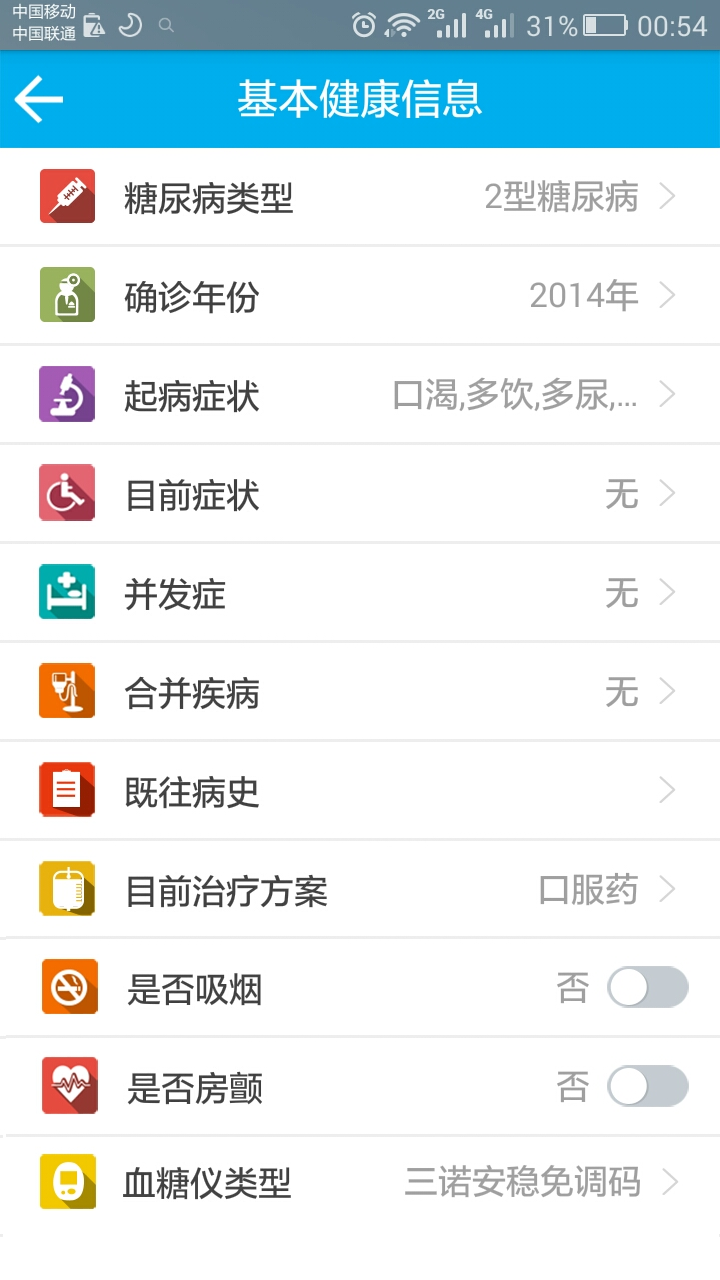 中国移动
中国联通
2G 4G 31% 00:54
基本健康信息
糖尿病类型 2型糖尿病
确诊年份 2014年
起病症状 口渴,多饮,多尿,...
目前症状 无
并发症 无
合并疾病 无
既往病史
目前治疗方案 口服药
是否吸烟 否
是否房颤 否
血糖仪类型 三诺安稳免调码